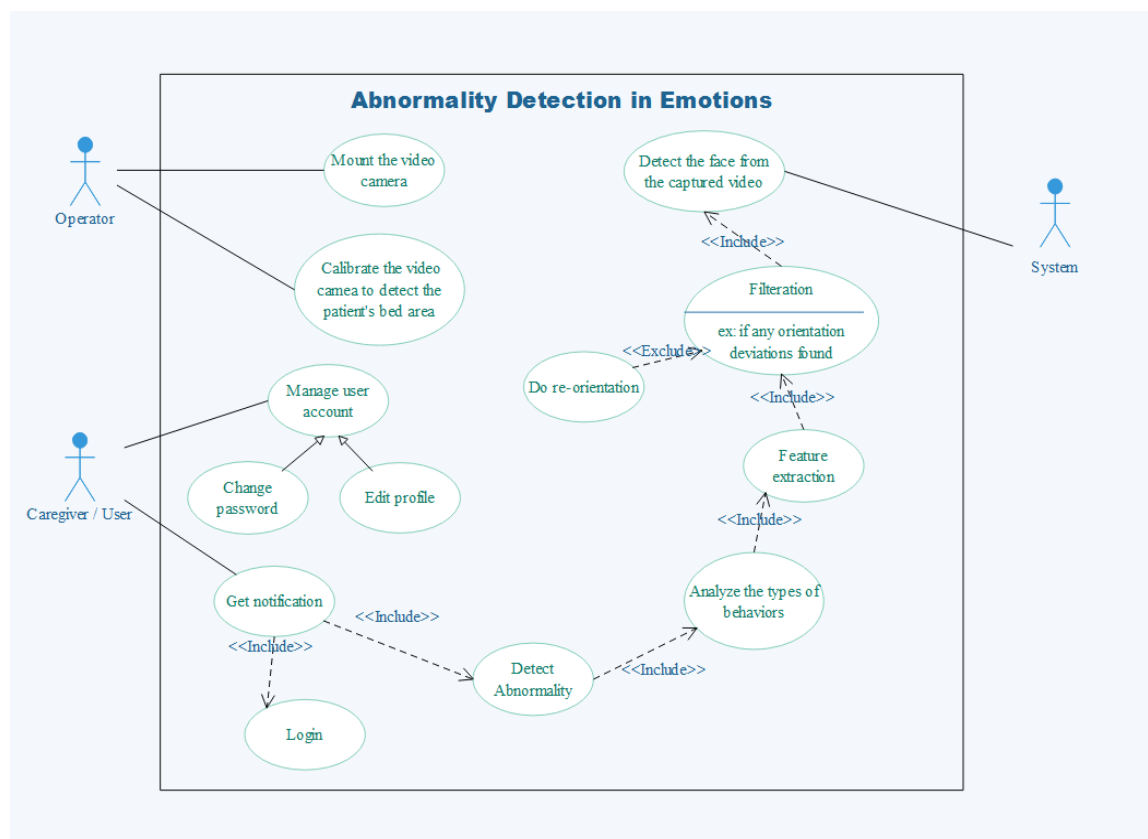 Abnormality Detection in Emotions
Mount the video
camera
Detect the face from
the captured video
Operator
<<Include>>
System
Calibrate the video
camea to detect the
patient's bed area
Filteration
ex: if any orientation
deviations found
<<Exclude>>
Do re-orientation
Manage user
account
<<Include>>
Feature
extraction
Change
password
Edit profile
Caregiver / User
<<Include>>
Get notification
<<Include>>
Analyze the types of
behaviors
<<Include>>
Detect
Abnormality
<<Include>>
Login